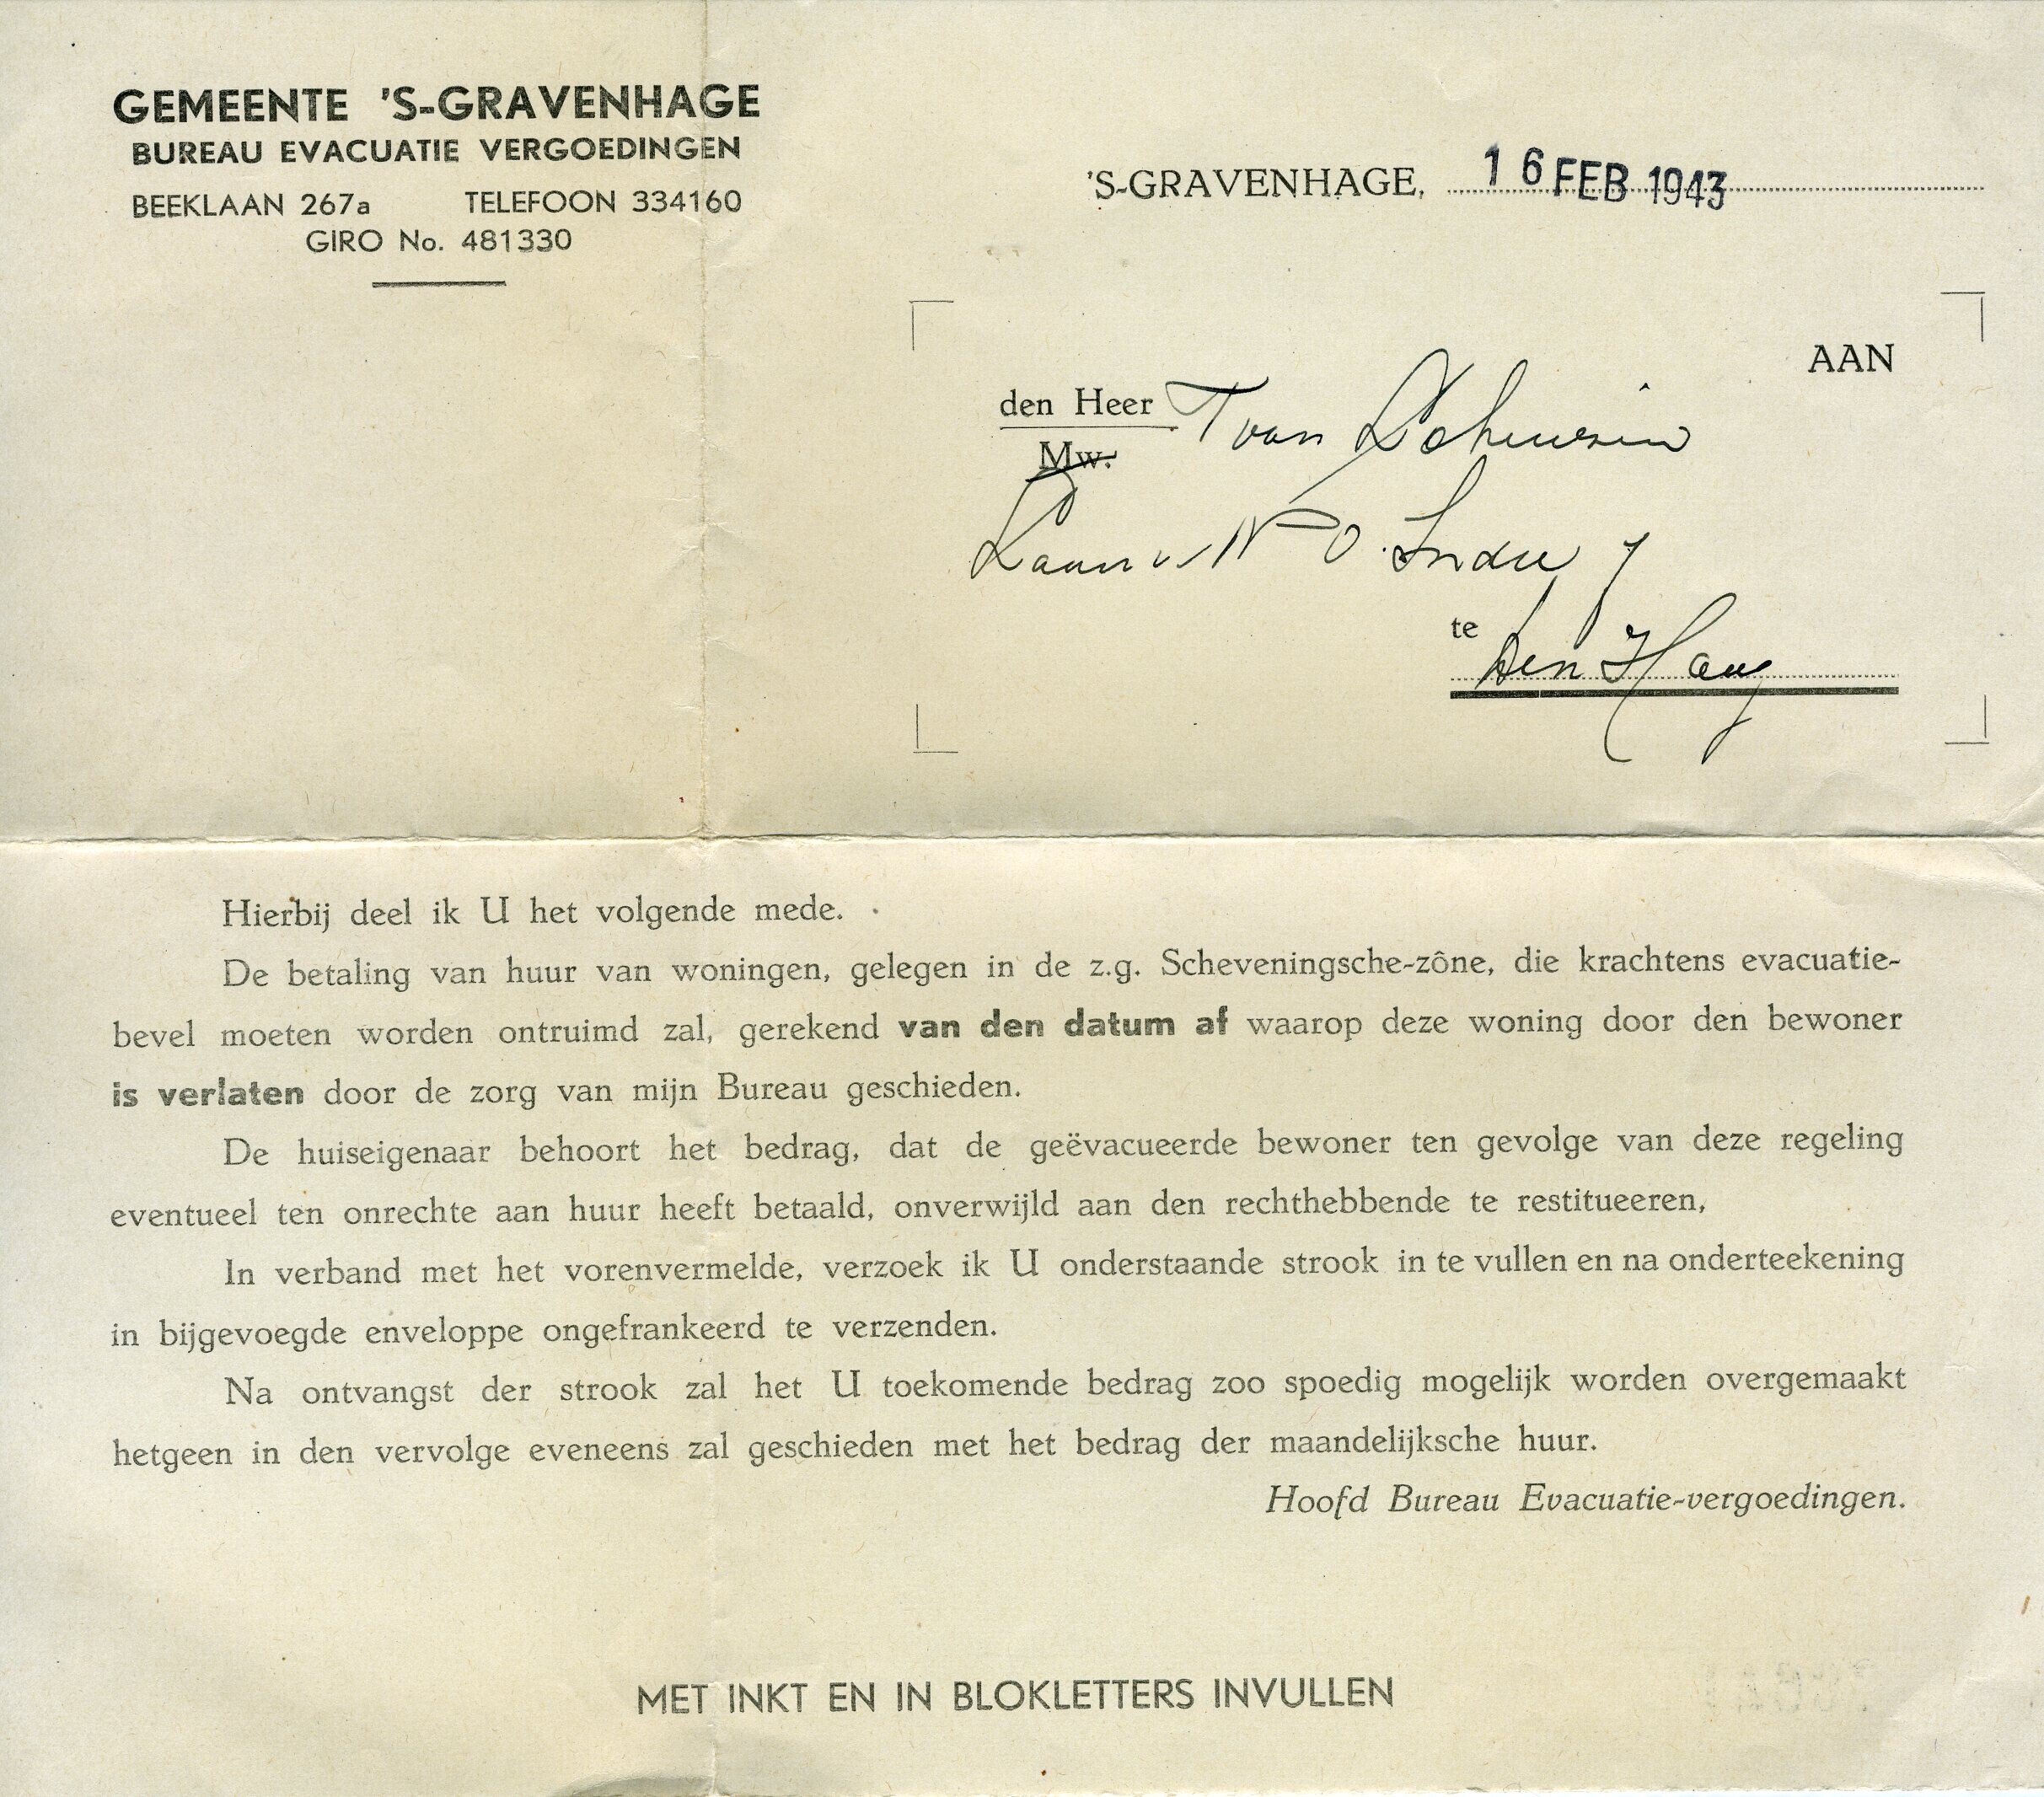 GEMEENTE 'S-GRAVENHAGE
BUREAU EVACUATIE VERGOEDINGEN
BEEKLAAN 267a TELEFOON 334160
GIRO No. 481330
'S-GRAVENHAGE, 16 FEB 1943
AAN
den Heer T van
Mw.
Laan v N O Indie
te Den Haag
Hierbij deel ik U het volgende mede.
De betaling van huur van woningen, gelegen in de z.g. Scheveningsche-zône, die krachtens evacuatie-
bevel moeten worden ontruimd zal, gerekend van den datum af waarop deze woning door den bewoner
is verlaten door de zorg van mijn Bureau geschieden.
De huiseigenaar behoort het bedrag, dat de geëvacueerde bewoner ten gevolge van deze regeling
eventueel ten onrechte aan huur heeft betaald, onverwijld aan den rechthebbende te restitueeren,
In verband met het vorenvermelde, verzoek ik U onderstaande strook in te vullen en na onderteekening
in bijgevoegde enveloppe ongefrankeerd te verzenden.
Na ontvangst der strook zal het U toekomende bedrag zoo spoedig mogelijk worden overgemaakt
hetgeen in den vervolge eveneens zal geschieden met het bedrag der maandelijksche huur.
Hoofd Bureau Evacuatie-vergoedingen.
MET INKT EN IN BLOKLETTERS INVULLEN